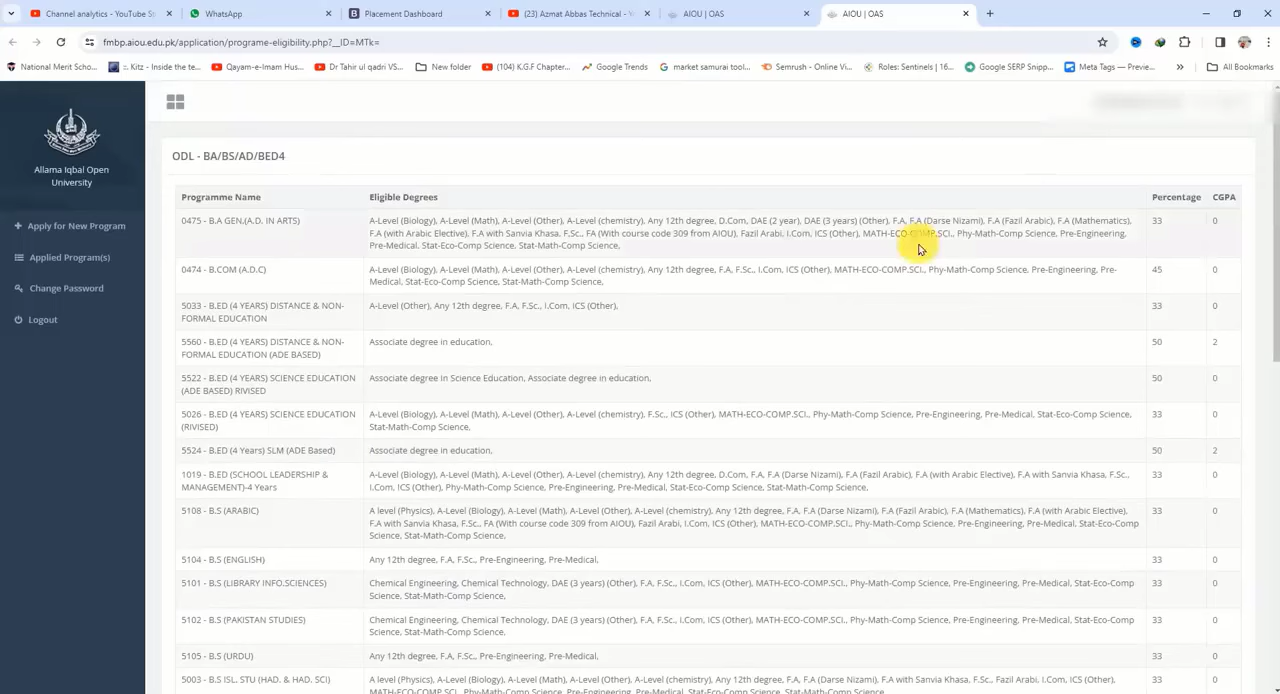 Channel analytics - YouTube St
WhatsApp
Placement Dashboard
(23) Azmat Abbas Technical - 
AIOU | OAS
AIOU | OAS
fmbp.aiou.edu.pk/application/programe-eligibility.php?__ID=MTk=
National Merit Scho...
:. Kitz - Inside the te...
Qayam-e-Imam Hus...
Dr Tahir ul qadri VS...
New folder
(104) K.G.F Chapter...
Google Trends
market samurai tool...
Semrush - Online Vi...
Roles: Sentinels | 16...
Google SERP Snipp...
Meta Tags — Previe...
All Bookmarks
Allama Iqbal Open
University
Apply for New Program
Applied Program(s)
Change Password
Logout
ODL - BA/BS/AD/BED4
Programme Name Eligible Degrees Percentage CGPA
0475 - B.A GEN,(A.D. IN ARTS)
A-Level (Biology), A-Level (Math), A-Level (Other), A-Level (chemistry), Any 12th degree, D.Com, DAE (2 year), DAE (3 years) (Other), F.A, F.A (Darse Nizami), F.A (Fazil Arabic), F.A (Mathematics),
F.A (with Arabic Elective), F.A with Sanvia Khasa, F.Sc., FA (With course code 309 from AIOU), Fazil Arabi, I.Com, ICS (Other), MATH-ECO-COMP.SCI., Phy-Math-Comp Science, Pre-Engineering,
Pre-Medical, Stat-Eco-Comp Science, Stat-Math-Comp Science,
33 0
0474 - B.COM (A.D.C)
A-Level (Biology), A-Level (Math), A-Level (Other), A-Level (chemistry), Any 12th degree, F.A, F.Sc., I.Com, ICS (Other), MATH-ECO-COMP.SCI., Phy-Math-Comp Science, Pre-Engineering, Pre-
Medical, Stat-Eco-Comp Science, Stat-Math-Comp Science,
45 0
5033 - B.ED (4 YEARS) DISTANCE & NON-
FORMAL EDUCATION
A-Level (Other), Any 12th degree, F.A, F.Sc., I.Com, ICS (Other),
33 0
5560 - B.ED (4 YEARS) DISTANCE & NON-
FORMAL EDUCATION (ADE BASED)
Associate degree in education,
50 2
5522 - B.ED (4 YEARS) SCIENCE EDUCATION
(ADE BASED) RIVISED
Associate degree in Science Education, Associate degree in education,
50 0
5026 - B.ED (4 YEARS) SCIENCE EDUCATION
(RIVISED)
A-Level (Biology), A-Level (Math), A-Level (Other), A-Level (chemistry), F.Sc., ICS (Other), MATH-ECO-COMP.SCI., Phy-Math-Comp Science, Pre-Engineering, Pre-Medical, Stat-Eco-Comp Science,
Stat-Math-Comp Science,
33 0
5524 - B.ED (4 Years) SLM (ADE Based)
Associate degree in education,
50 2
1019 - B.ED (SCHOOL LEADERSHIP &
MANAGEMENT)-4 Years
A-Level (Biology), A-Level (Math), A-Level (Other), A-Level (chemistry), Any 12th degree, D.Com, F.A, F.A (Darse Nizami), F.A (Fazil Arabic), F.A (with Arabic Elective), F.A with Sanvia Khasa, F.Sc.,
I.Com, ICS (Other), Phy-Math-Comp Science, Pre-Engineering, Pre-Medical, Stat-Eco-Comp Science, Stat-Math-Comp Science,
33 0
5108 - B.S (ARABIC)
A level (Physics), A-Level (Biology), A-Level (Math), A-Level (Other), A-Level (chemistry), Any 12th degree, F.A, F.A (Darse Nizami), F.A (Fazil Arabic), F.A (Mathematics), F.A (with Arabic Elective),
F.A with Sanvia Khasa, F.Sc., FA (With course code 309 from AIOU), Fazil Arabi, I.Com, ICS (Other), MATH-ECO-COMP.SCI., Phy-Math-Comp Science, Pre-Engineering, Pre-Medical, Stat-Eco-Comp
Science, Stat-Math-Comp Science,
33 0
5104 - B.S (ENGLISH)
Any 12th degree, F.A, F.Sc., Pre-Engineering, Pre-Medical,
33 0
5101 - B.S (LIBRARY INFO.SCIENCES)
Chemical Engineering, Chemical Technology, DAE (3 years) (Other), F.A, F.Sc., I.Com, ICS (Other), MATH-ECO-COMP.SCI., Phy-Math-Comp Science, Pre-Engineering, Pre-Medical, Stat-Eco-Comp
Science, Stat-Math-Comp Science,
33 0
5102 - B.S (PAKISTAN STUDIES)
Chemical Engineering, Chemical Technology, DAE (3 years) (Other), F.A, F.Sc., I.Com, ICS (Other), MATH-ECO-COMP.SCI., Phy-Math-Comp Science, Pre-Engineering, Pre-Medical, Stat-Eco-Comp
Science, Stat-Math-Comp Science,
33 0
5105 - B.S (URDU)
Any 12th degree, F.A, F.Sc., Pre-Engineering, Pre-Medical,
33 0
5003 - B.S ISL. STU (HAD. & HAD. SCI)
A level (Physics), A-Level (Biology), A-Level (Math), A-Level (Other), A-Level (chemistry), Any 12th degree, F.A, F.A (Darse Nizami), F.A with Sanvia Khasa, F.Sc., Fazil Arabi, I.Com, ICS (Other),
MATH-ECO-COMP.SCI., Phy-Math-Comp Science, Pre-Engineering, Pre-Medical, Stat-Eco-Comp Science, Stat-Math-Comp Science,
33 0